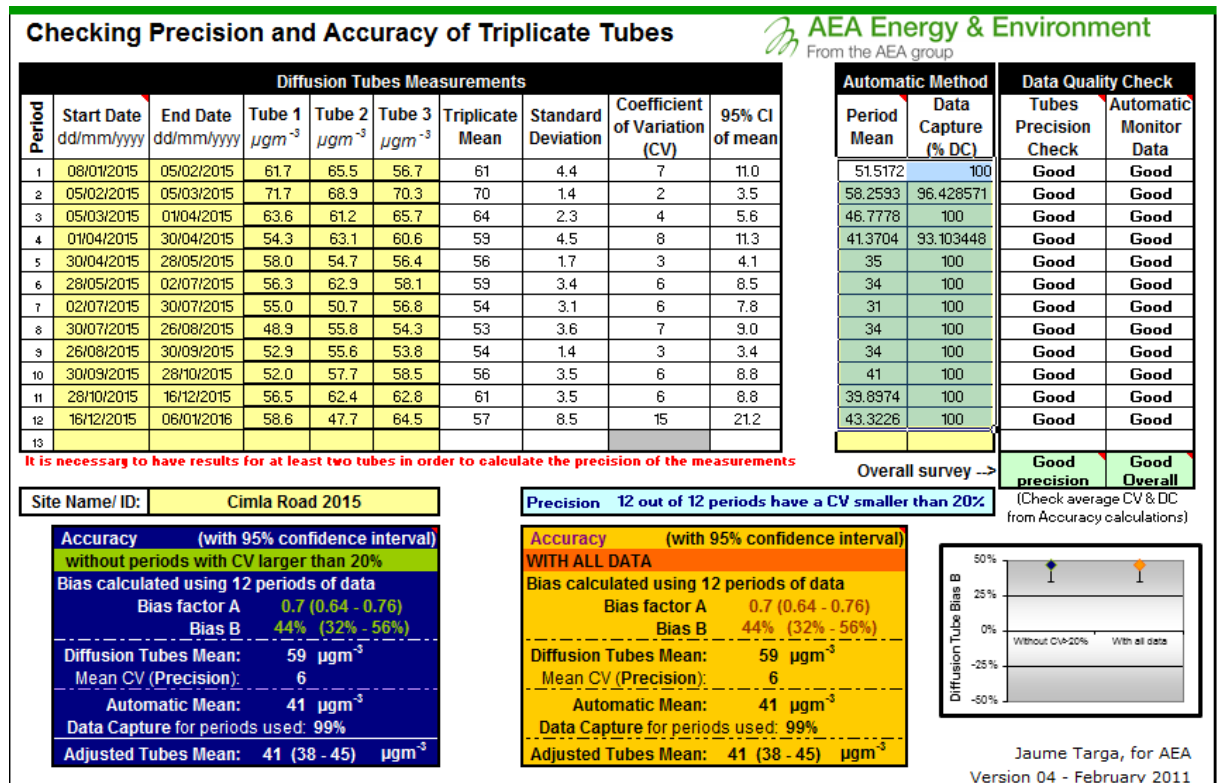 Checking Precision and Accuracy of Triplicate Tubes
AEA Energy & Environment
From the AEA group
Diffusion Tubes Measurements
Period Start Date dd/mm/yyyy End Date dd/mm/yyyy Tube 1 µgm-3 Tube 2 µgm-3 Tube 3 µgm-3 Triplicate Mean Standard Deviation Coefficient of Variation (CV) 95% CI of mean
1 08/01/2015 05/02/2015 61.7 65.5 56.7 61 4.4 7 11.0
2 05/02/2015 05/03/2015 71.7 68.9 70.3 70 1.4 2 3.5
3 05/03/2015 01/04/2015 63.6 61.2 65.7 64 2.3 4 5.6
4 01/04/2015 30/04/2015 54.3 63.1 60.6 59 4.5 8 11.3
5 30/04/2015 28/05/2015 58.0 54.7 56.4 56 1.7 3 4.1
6 28/05/2015 02/07/2015 56.3 62.9 58.1 59 3.4 6 8.5
7 02/07/2015 30/07/2015 55.0 50.7 56.8 54 3.1 6 7.8
8 30/07/2015 26/08/2015 48.9 55.8 54.3 53 3.6 7 9.0
9 26/08/2015 30/09/2015 52.9 55.6 53.8 54 1.4 3 3.4
10 30/09/2015 28/10/2015 52.0 57.7 58.5 56 3.5 6 8.8
11 28/10/2015 16/12/2015 56.5 62.4 62.8 61 3.5 6 8.8
12 16/12/2015 06/01/2016 58.6 47.7 64.5 57 8.5 15 21.2
13
It is necessary to have results for at least two tubes in order to calculate the precision of the measurements
Automatic Method
Period Mean Data Capture (% DC)
51.5172 100
58.2593 96.428571
46.7778 100
41.3704 93.103448
35 100
34 100
31 100
34 100
34 100
41 100
39.8974 100
43.3226 100
Data Quality Check
Tubes Precision Check Automatic Monitor Data
Good Good
Good Good
Good Good
Good Good
Good Good
Good Good
Good Good
Good Good
Good Good
Good Good
Good Good
Good Good
Overall survey --> Good precision Good Overall
(Check average CV & DC
from Accuracy calculations)
Site Name/ ID: Cimla Road 2015
Precision 12 out of 12 periods have a CV smaller than 20%
Accuracy (with 95% confidence interval)
without periods with CV larger than 20%
Bias calculated using 12 periods of data
Bias factor A 0.7 (0.64 - 0.76)
Bias B 44% (32% - 56%)
Diffusion Tubes Mean: 59 µgm-3
Mean CV (Precision): 6
Automatic Mean: 41 µgm-3
Data Capture for periods used: 99%
Adjusted Tubes Mean: 41 (38 - 45) µgm-3
Accuracy (with 95% confidence interval)
WITH ALL DATA
Bias calculated using 12 periods of data
Bias factor A 0.7 (0.64 - 0.76)
Bias B 44% (32% - 56%)
Diffusion Tubes Mean: 59 µgm-3
Mean CV (Precision): 6
Automatic Mean: 41 µgm-3
Data Capture for periods used: 99%
Adjusted Tubes Mean: 41 (38 - 45) µgm-3
Diffusion Tube Bias B
50%
25%
0%
-25%
-50%
Without CV>20% With all data
Jaume Targa, for AEA
Version 04 - February 2011